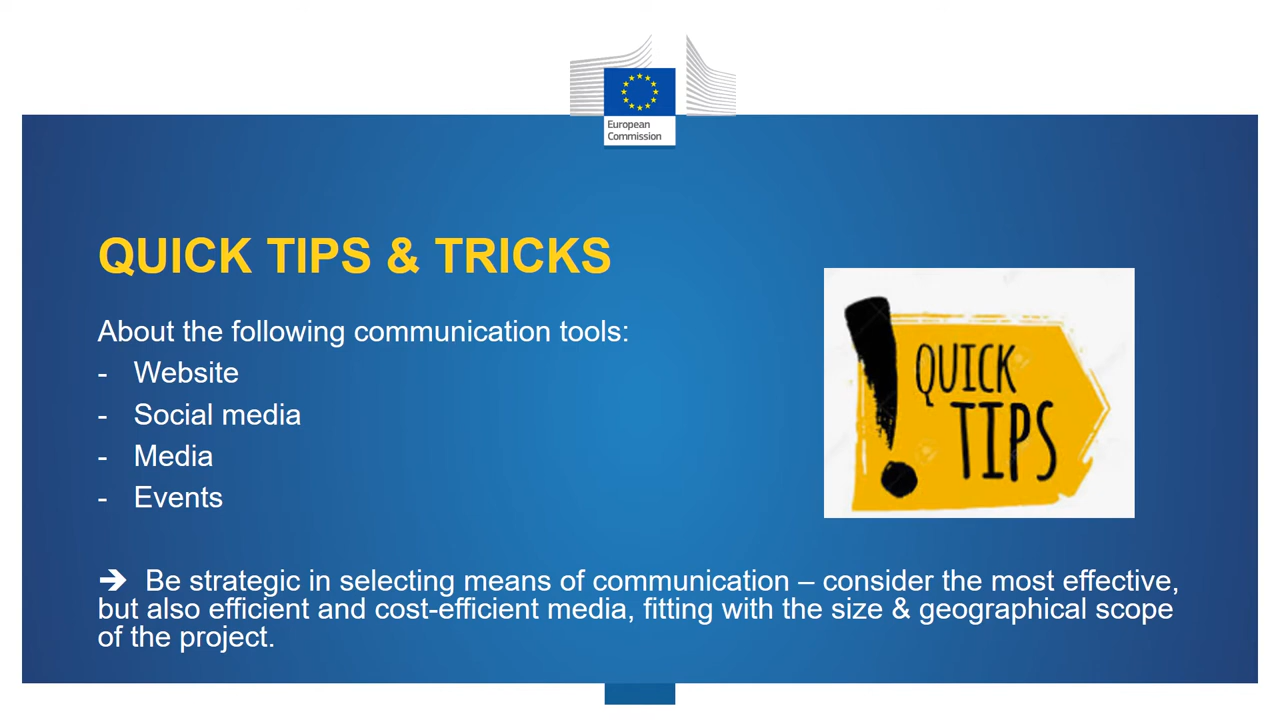 European
Commission
QUICK TIPS & TRICKS
About the following communication tools:
- Website
- Social media
- Media
- Events
QUICK
TIPS
➔ Be strategic in selecting means of communication – consider the most effective,
but also efficient and cost-efficient media, fitting with the size & geographical scope
of the project.